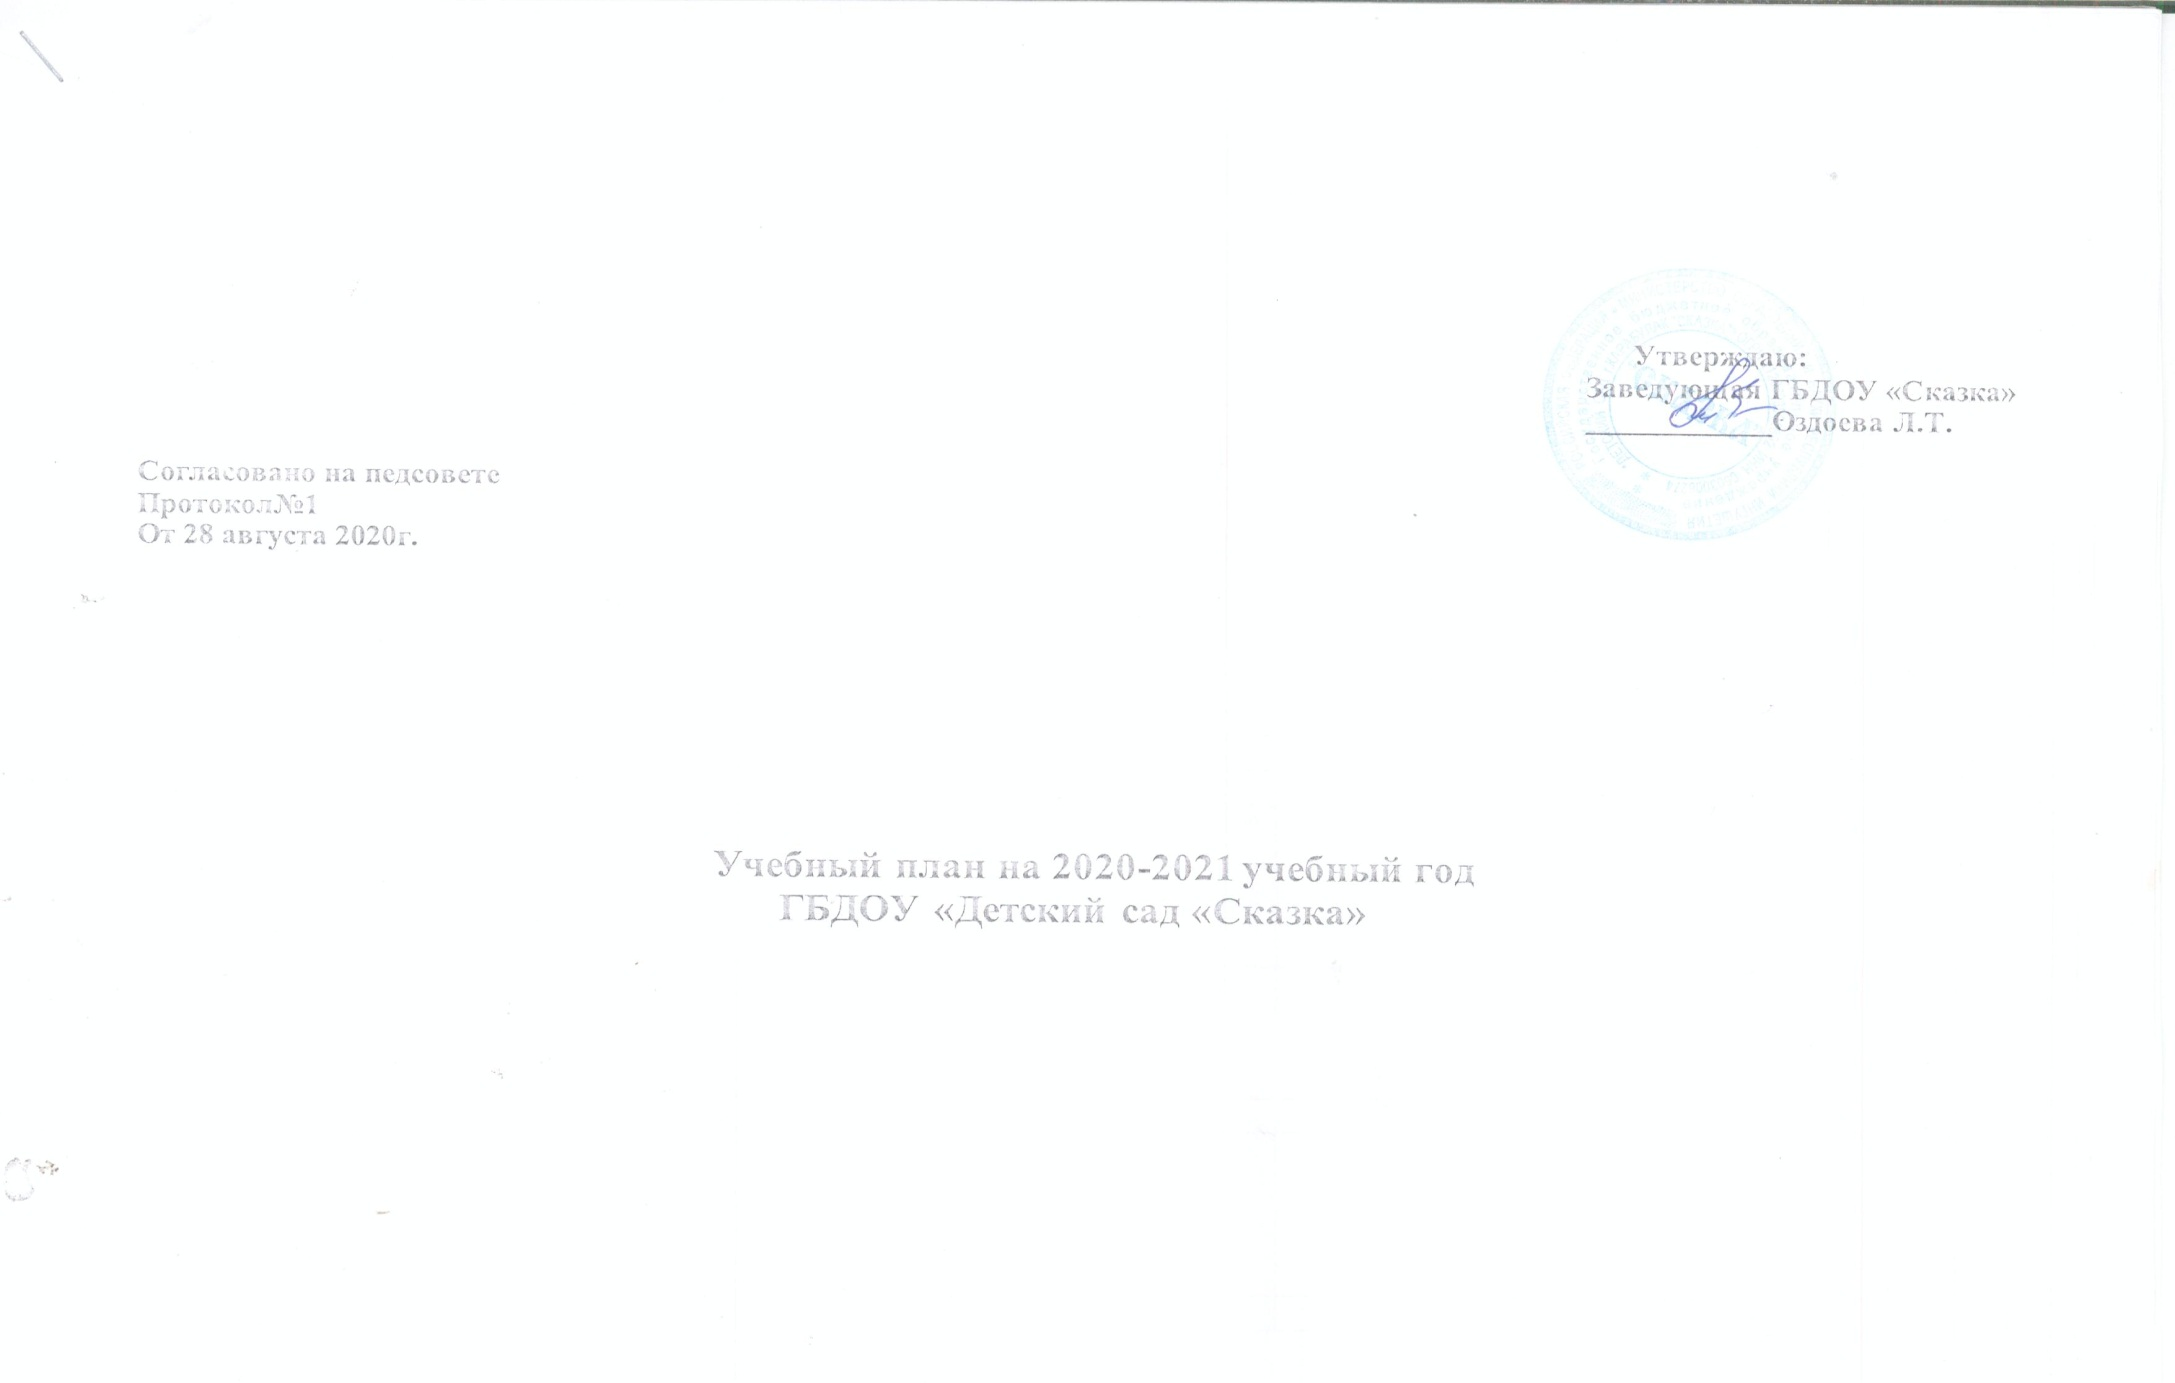 Утверждаю:
Заведующая ГБДОУ «Сказка»
Оздоева Л.Т.
Согласовано на педсовете
Протокол№1
От 28 августа 2020г.
Учебный план на 2020-2021 учебный год
ГБДОУ «Детский сад «Сказка»